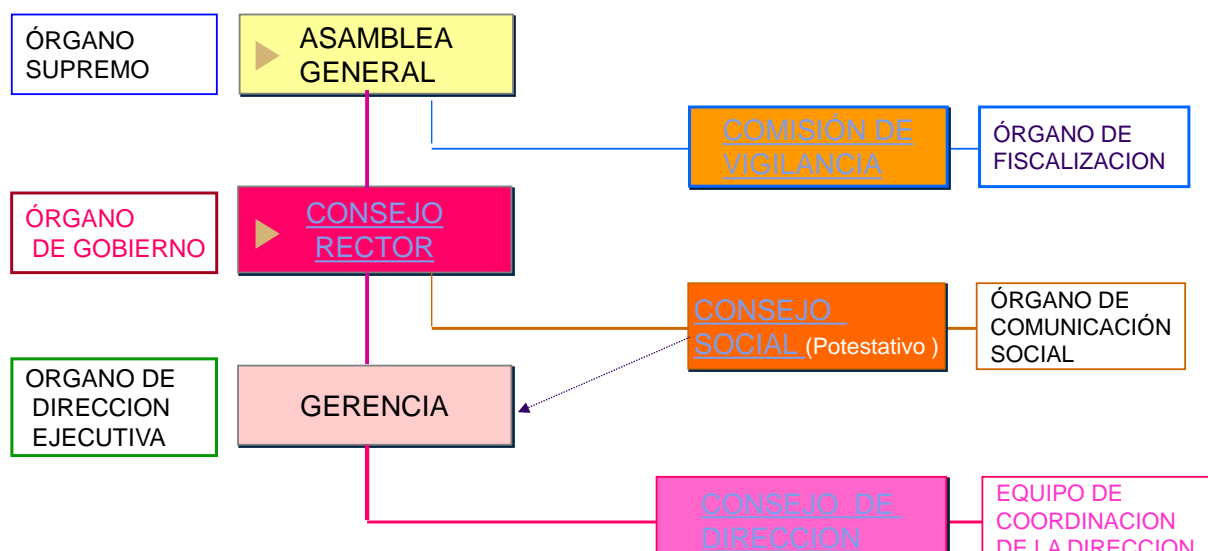 ÓRGANO
SUPREMO
ASAMBLEA
GENERAL
COMISIÓN DE
VIGILANCIA
ÓRGANO DE
FISCALIZACION
ÓRGANO
DE GOBIERNO
CONSEJO
RECTOR
CONSEJO
SOCIAL (Potestativo )
ÓRGANO DE
COMUNICACIÓN
SOCIAL
ORGANO DE
DIRECCION
EJECUTIVA
GERENCIA
CONSEJO DE
DIRECCION
EQUIPO DE
COORDINACION
DE LA DIRECCION